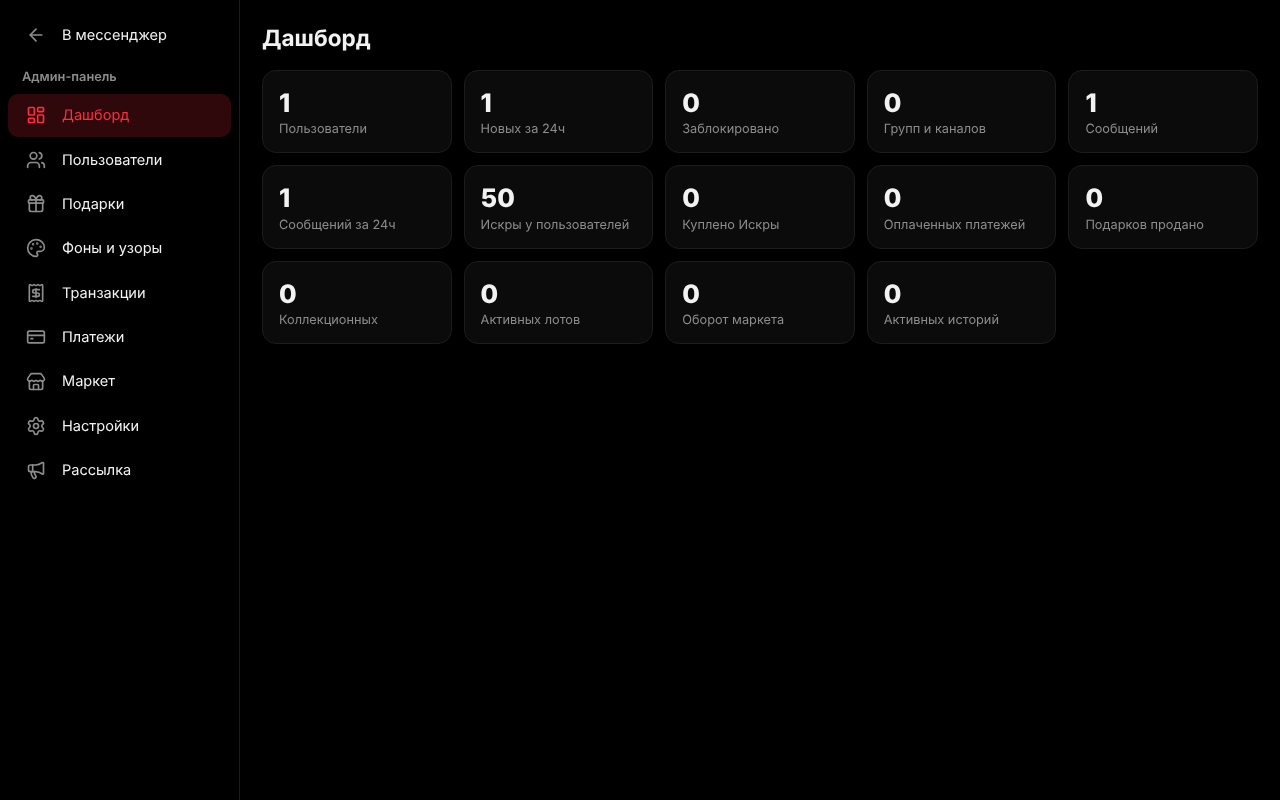 В мессенджер
Админ-панель
Дашборд
Пользователи
Подарки
Фоны и узоры
Транзакции
Платежи
Маркет
Настройки
Рассылка
Дашборд
1
Пользователи
1
Новых за 24ч
0
Заблокировано
0
Групп и каналов
1
Сообщений
1
Сообщений за 24ч
50
Искры у пользователей
0
Куплено Искры
0
Оплаченных платежей
0
Подарков продано
0
Коллекционных
0
Активных лотов
0
Оборот маркета
0
Активных историй